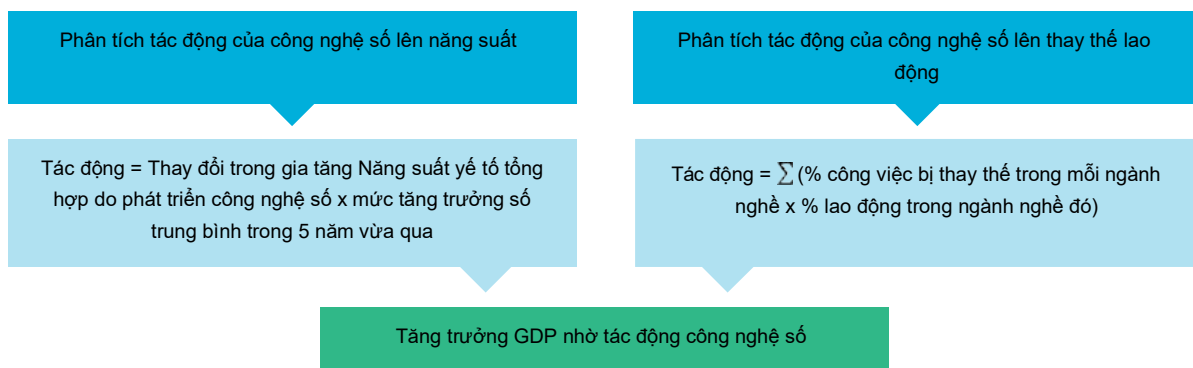 Phân tích tác động của công nghệ số lên năng suất
Phân tích tác động của công nghệ số lên thay thế lao
động
Tác động = Thay đổi trong gia tăng Năng suất yế tố tổng
hợp do phát triển công nghệ số x mức tăng trưởng số
trung bình trong 5 năm vừa qua
Tác động = ∑(% công việc bị thay thế trong mỗi ngành
nghề x % lao động trong ngành nghề đó)
Tăng trưởng GDP nhờ tác động công nghệ số